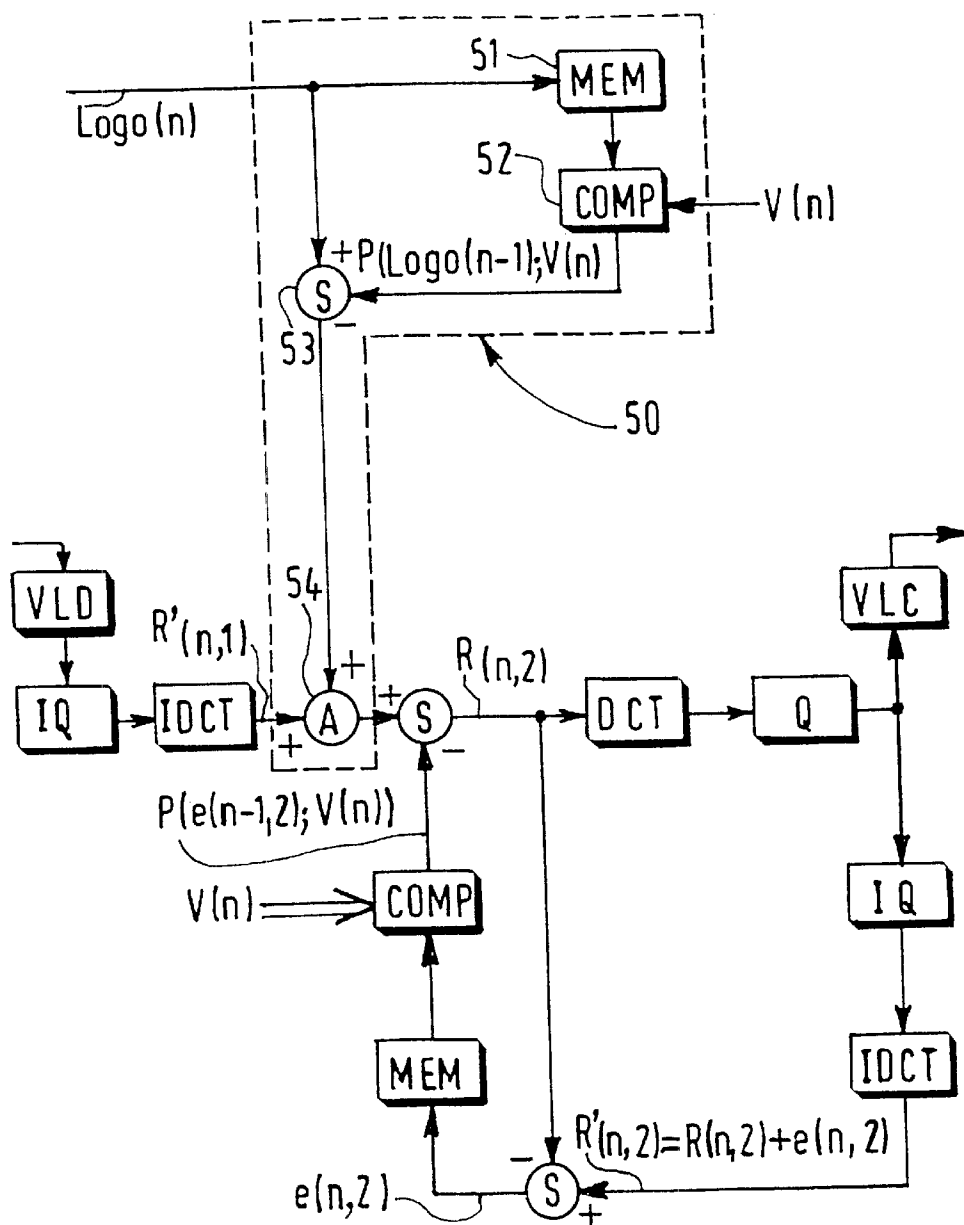 51
MEM
Logo(n)
52
COMP
V(n)
+
P(Logo(n-1);V(n)
S
-
53
50
VLD
54
VLC
R'(n,1)
+
R(n,2)
IQ
IDCT
+
A
+
S
-
DCT
Q
P(e(n-1,2);V(n))
V(n)
COMP
IQ
MEM
IDCT
-
R'(n,2)=R(n,2)+e(n,2)
e(n,2)
S
+